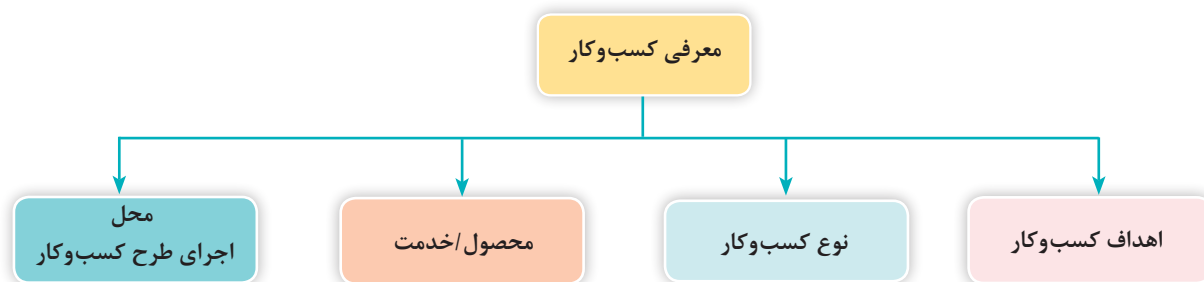 معرفی کسب‌وکار
اهداف کسب‌وکار
نوع کسب‌وکار
محصول/خدمت
محل
اجرای طرح کسب‌وکار